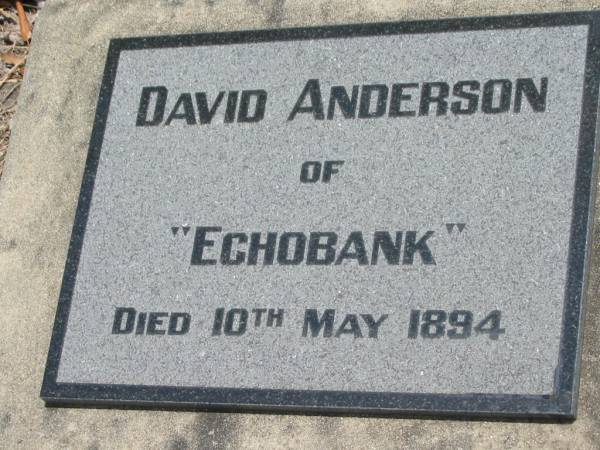 DAVID ANDERSON
OF
"ECHOBANK"
DIED 10TH MAY 1894